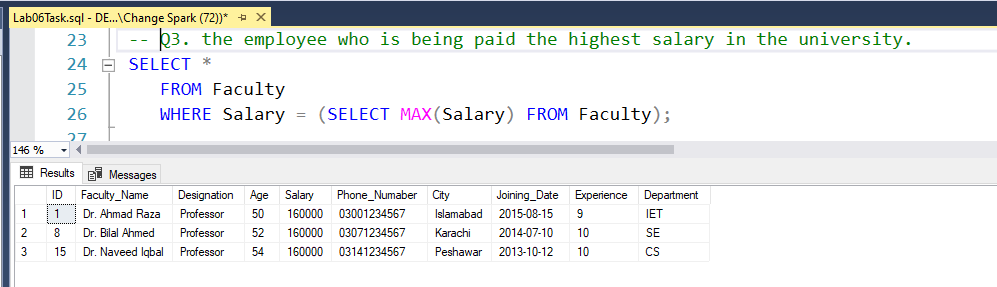 Lab06Task.sql - DE...\Change Spark (72))*
23 -- Q3. the employee who is being paid the highest salary in the university.
24 SELECT *
25 FROM Faculty
26 WHERE Salary = (SELECT MAX(Salary) FROM Faculty);
27
146 %
Results Messages
ID Faculty_Name Designation Age Salary Phone_Numaber City Joining_Date Experience Department
1 1 Dr. Ahmad Raza Professor 50 160000 03001234567 Islamabad 2015-08-15 9 IET
2 8 Dr. Bilal Ahmed Professor 52 160000 03071234567 Karachi 2014-07-10 10 SE
3 15 Dr. Naveed Iqbal Professor 54 160000 03141234567 Peshawar 2013-10-12 10 CS